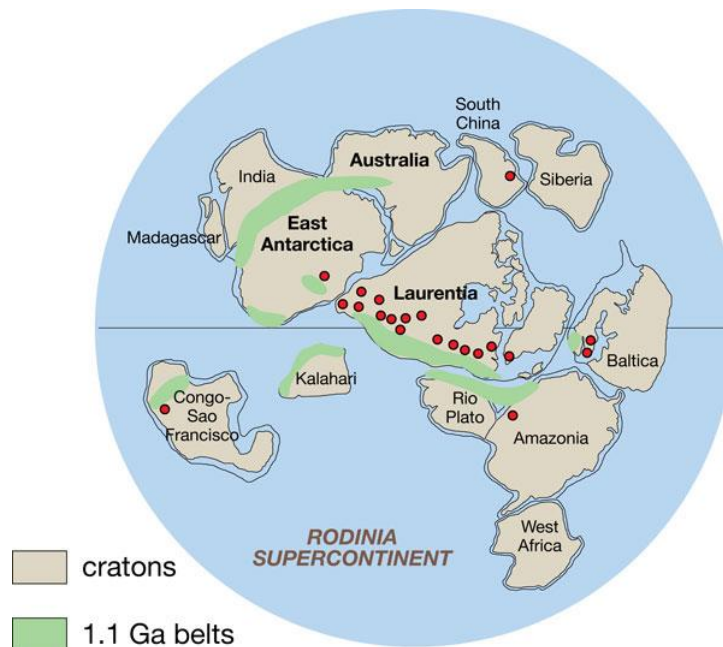 South
China
Australia
India
Siberia
East
Antarctica
Madagascar
Laurentia
Baltica
Kalahari
Congo-
Sao
Francisco
Rio
Plato
Amazonia
West
Africa
RODINIA
SUPERCONTINENT
cratons
1.1 Ga belts